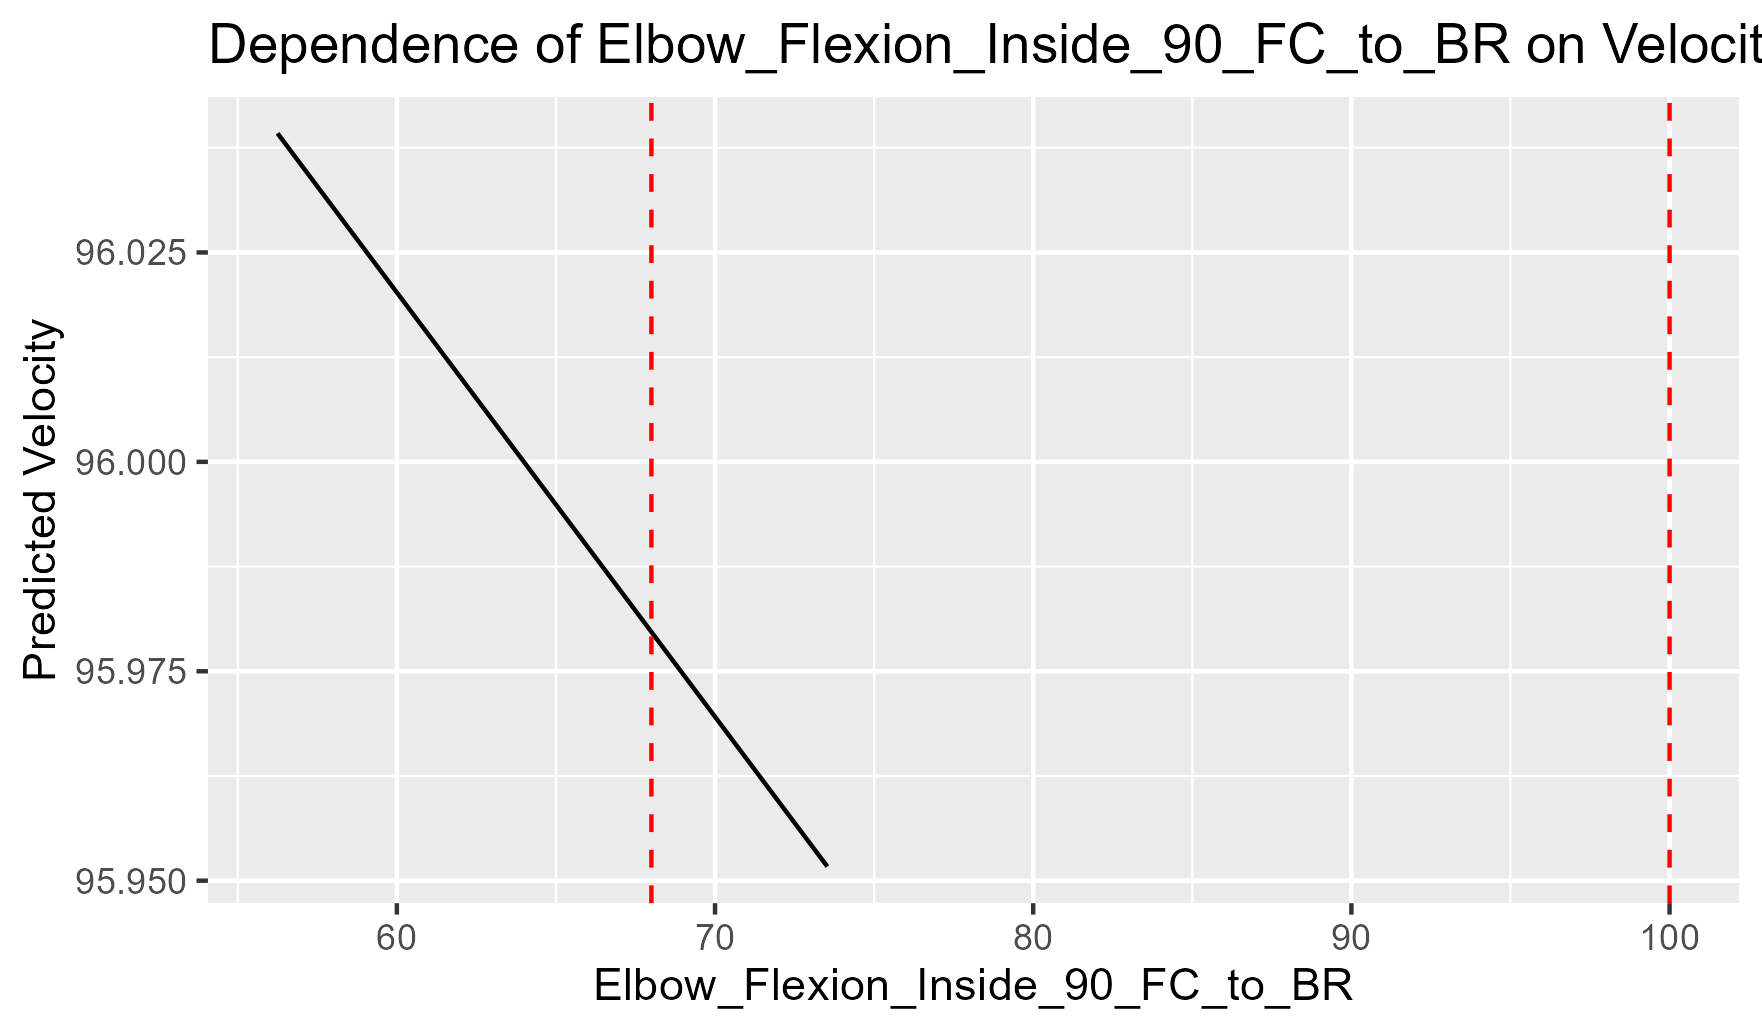 Dependence of Elbow_Flexion_Inside_90_FC_to_BR on Velocit
Predicted Velocity
96.025
96.000
95.975
95.950
60 70 80 90 100
Elbow_Flexion_Inside_90_FC_to_BR